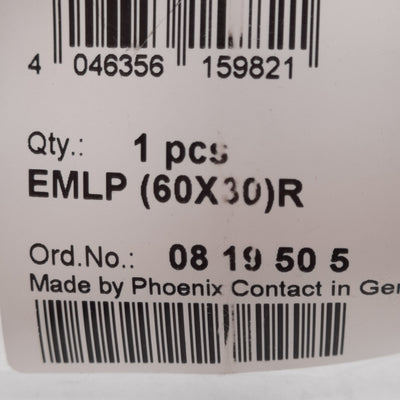 4 046356 159821
Qty.: 1 pcs
EMLP (60X30)R
Ord.No.: 08 19 50 5
Made by Phoenix Contact in Ger